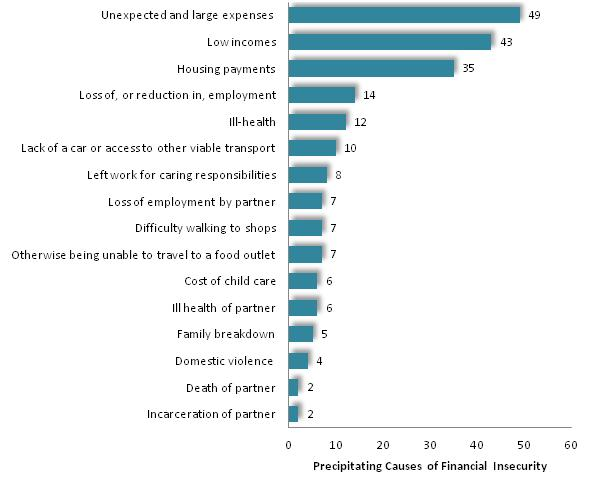 Unexpected and large expenses 49
Low incomes 43
Housing payments 35
Loss of, or reduction in, employment 14
Ill-health 12
Lack of a car or access to other viable transport 10
Left work for caring responsibilities 8
Loss of employment by partner 7
Difficulty walking to shops 7
Otherwise being unable to travel to a food outlet 7
Cost of child care 6
Ill health of partner 6
Family breakdown 5
Domestic violence 4
Death of partner 2
Incarceration of partner 2
0 10 20 30 40 50 60
Precipitating Causes of Financial Insecurity